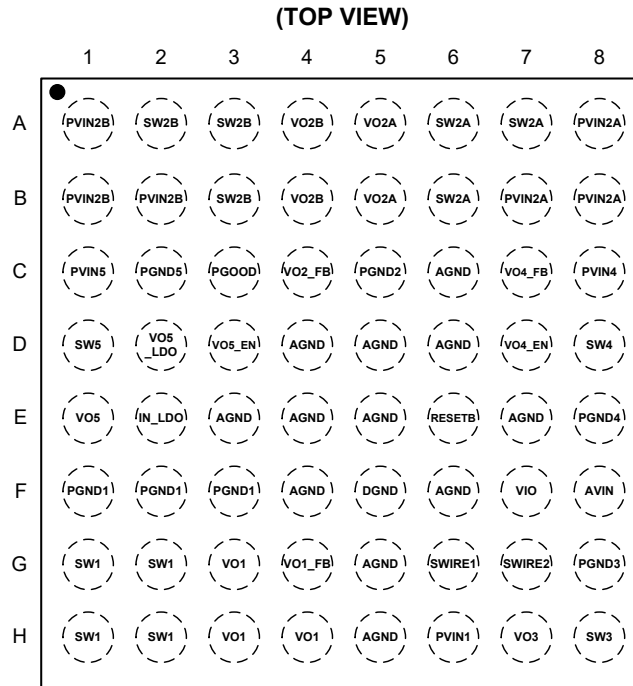 (TOP VIEW)
1 2 3 4 5 6 7 8
A PVIN2B SW2B SW2B VO2B VO2A SW2A SW2A PVIN2A
B PVIN2B PVIN2B SW2B VO2B VO2A SW2A PVIN2A PVIN2A
C PVIN5 PGND5 PGOOD VO2_FB PGND2 AGND VO4_FB PVIN4
D SW5 VO5
_LDO VO5_EN AGND AGND AGND VO4_EN SW4
E VO5 IN_LDO AGND AGND AGND RESETB AGND PGND4
F PGND1 PGND1 PGND1 AGND DGND AGND VIO AVIN
G SW1 SW1 VO1 VO1_FB AGND SWIRE1 SWIRE2 PGND3
H SW1 SW1 VO1 VO1 AGND PVIN1 VO3 SW3